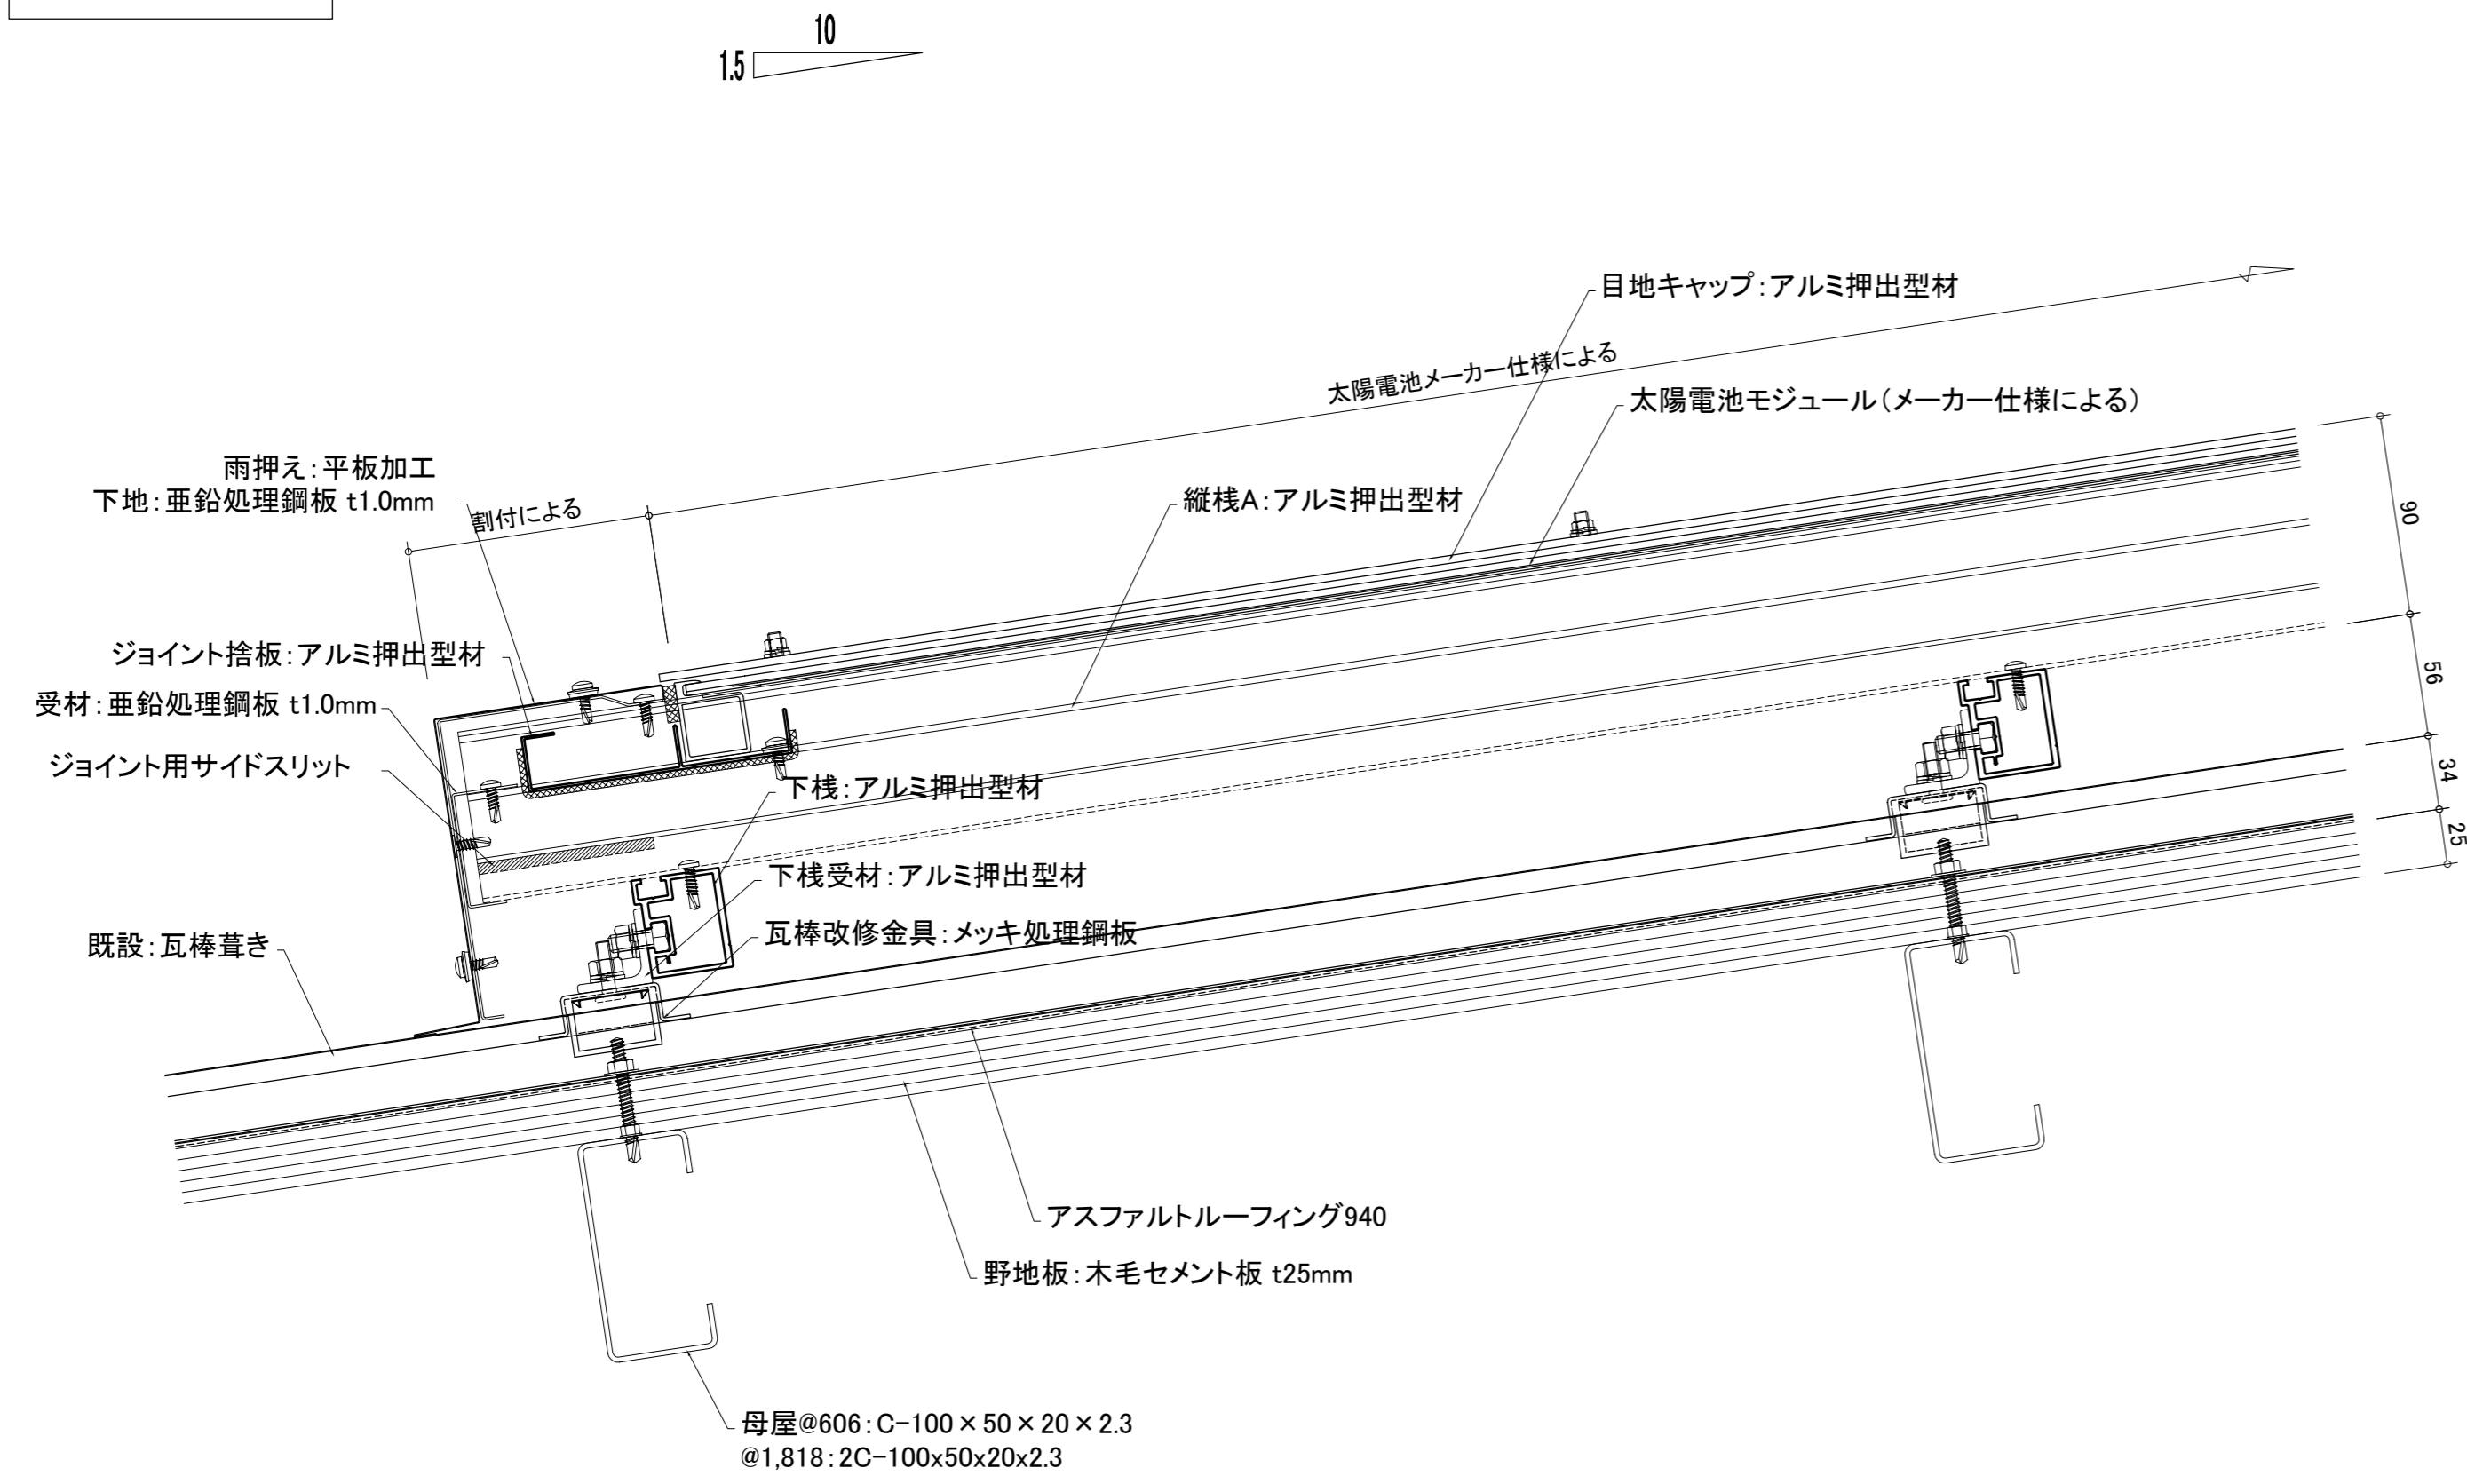 10
1.5
目地キャップ:アルミ押出型材
太陽電池メーカー仕様による
太陽電池モジュール(メーカー仕様による)
雨押え:平板加工
下地:亜鉛処理鋼板 t1.0mm
割付による
縦桟A:アルミ押出型材
90
ジョイント捨板:アルミ押出型材
56
受材:亜鉛処理鋼板 t1.0mm
ジョイント用サイドスリット
34
下桟:アルミ押出型材
25
下桟受材:アルミ押出型材
瓦棒改修金具:メッキ処理鋼板
既設:瓦棒葺き
アスファルトルーフィング940
野地板:木毛セメント板 t25mm
母屋@606:C-100×50×20×2.3
@1,818:2C-100x50x20x2.3